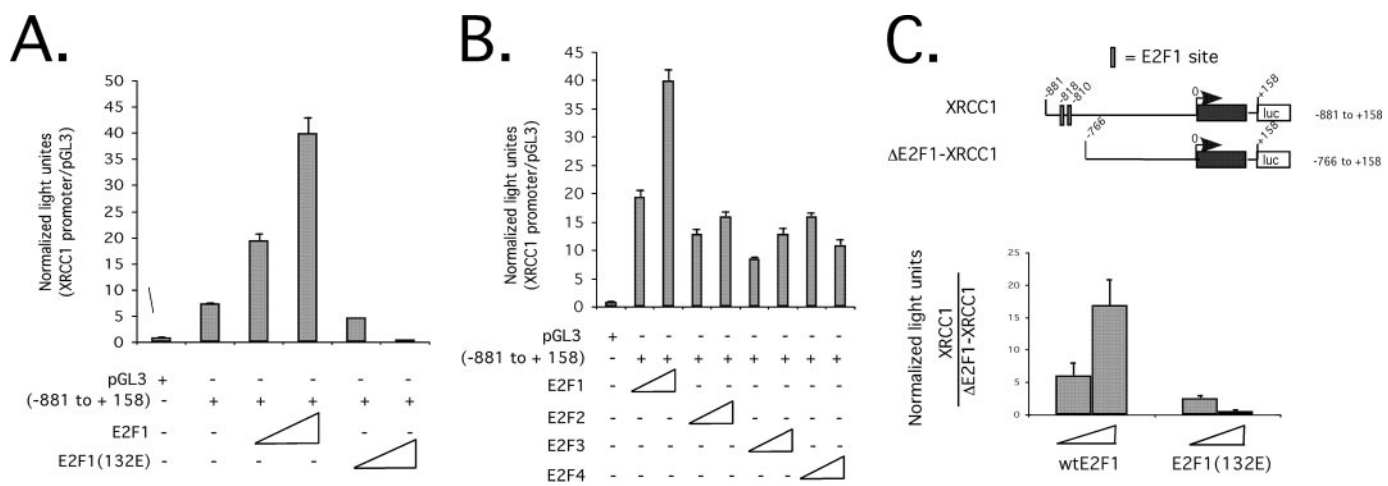 A.
Normalized light unites
(XRCC1 promoter/pGL3)
50
45
40
35
30
25
20
15
10
5
0
pGL3 + - - - - -
(-881 to + 158) - + + + + +
E2F1 - - - -
E2F1(132E) - - - -
B.
Normalized light unites
(XRCC1 promoter/pGL3)
45
40
35
30
25
20
15
10
5
0
pGL3 + - - - - - - - -
(-881 to + 158) - + + + + + + + +
E2F1 - - - - - - -
E2F2 - - - - - - -
E2F3 - - - - - - -
E2F4 - - - - - - -
C.
= E2F1 site
XRCC1
-881
-818
-810
0
+158
luc
-881 to +158
ΔE2F1-XRCC1
-766
0
+158
luc
-766 to +158
Normalized light units
XRCC1
ΔE2F1-XRCC1
25
20
15
10
5
0
wtE2F1
E2F1(132E)